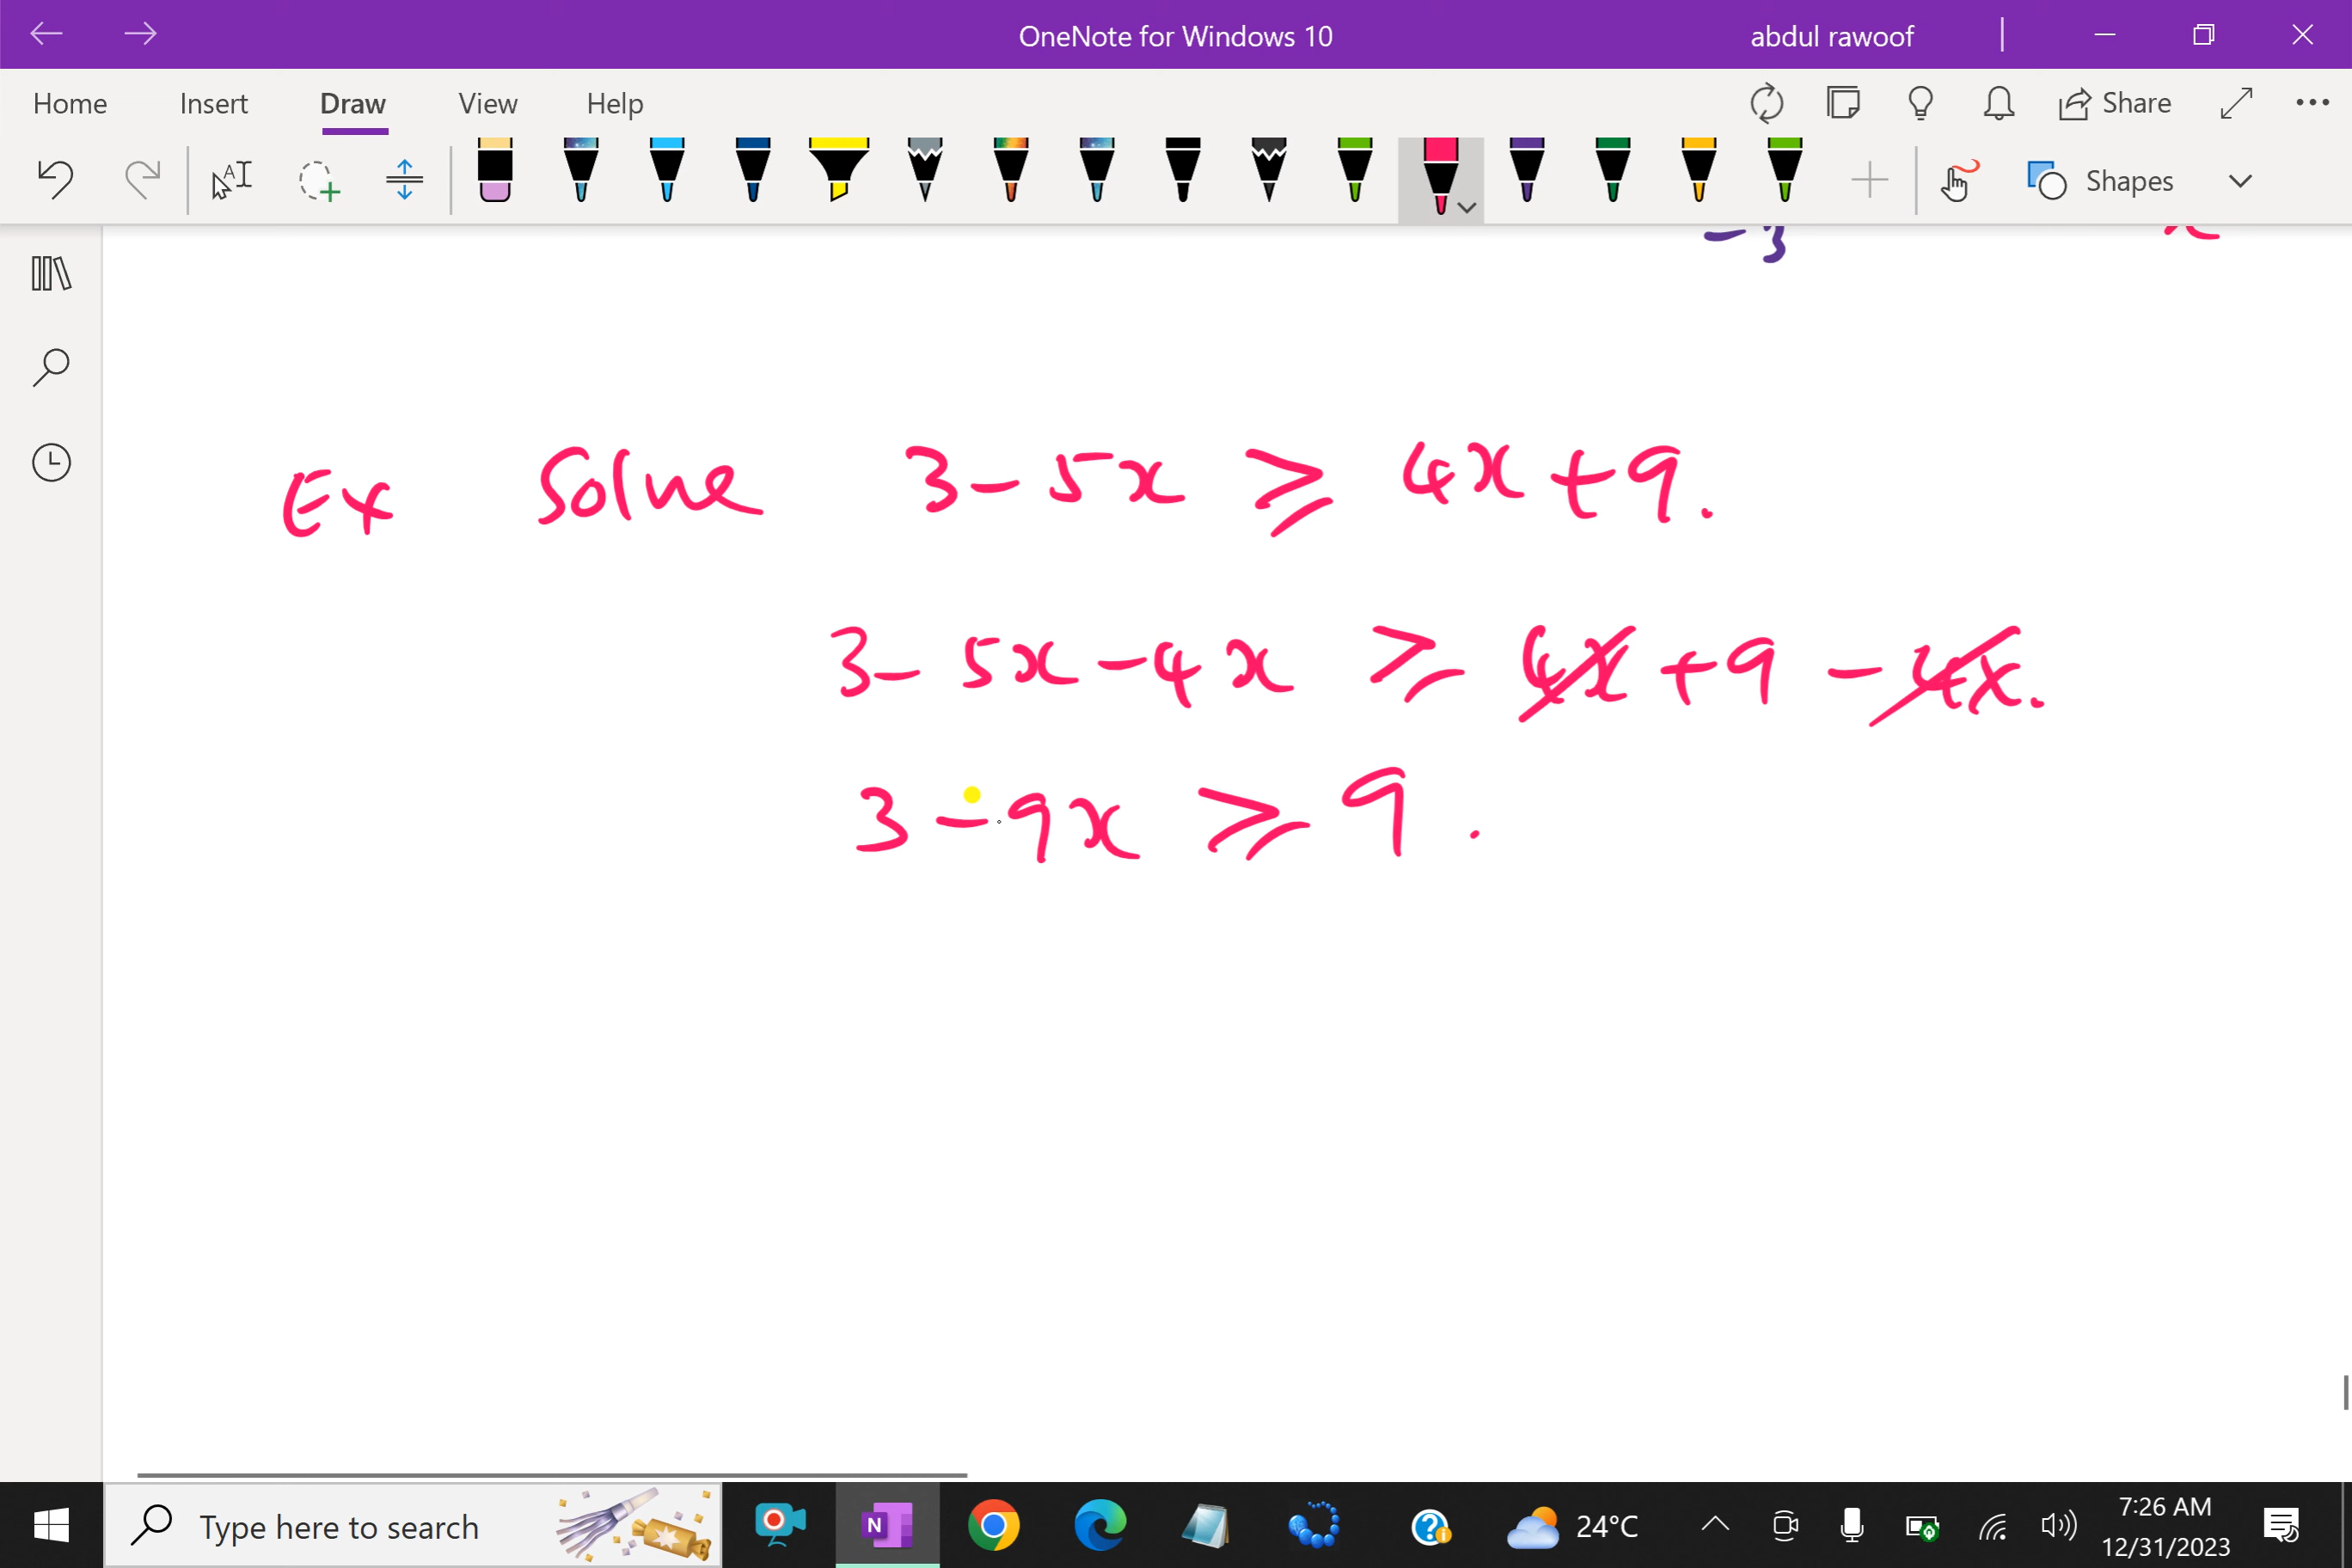 OneNote for Windows 10
abdul rawoof
Home Insert Draw View Help Share
Shapes
-3
Ex Solve 3 - 5x ≥ 4x + 9.
3 - 5x - 4x ≥ 4x + 9 - 4x.
3 - 9x ≥ 9.
Type here to search
N
24°C
7:26 AM
12/31/2023